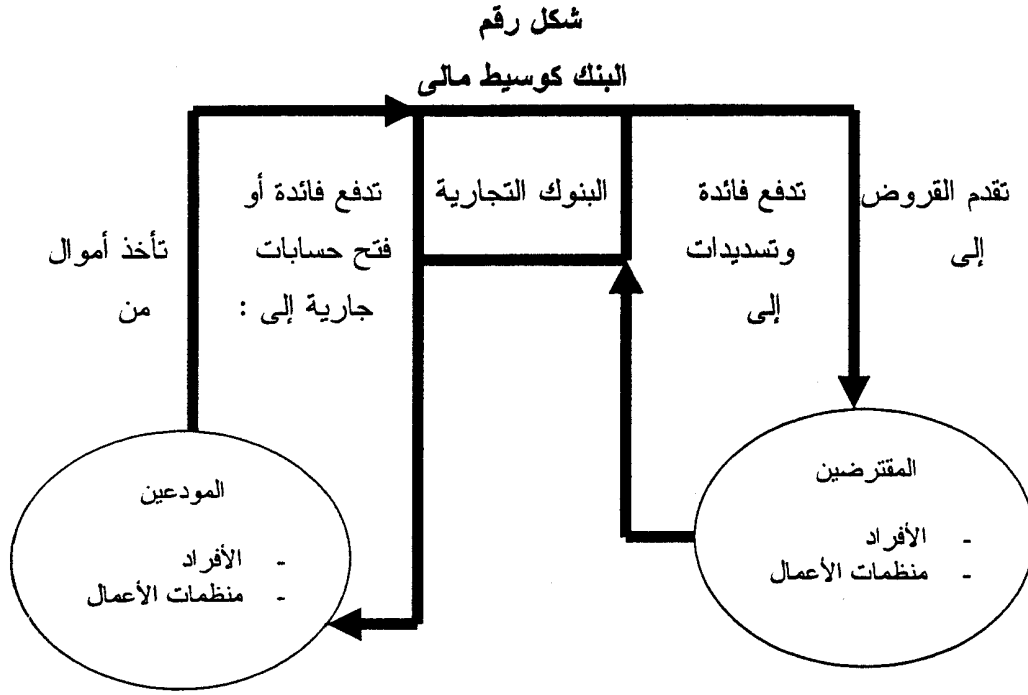 شكل رقم
البنك كوسيط مالى
تقدم القروض
إلى
تدفع فائدة
وتسديدات
إلى
البنوك التجارية
تدفع فائدة أو
فتح حسابات
جارية إلى :
تأخذ أموال
من
المقترضين
- الأفراد
- منظمات الأعمال
المودعين
- الأفراد
- منظمات الأعمال